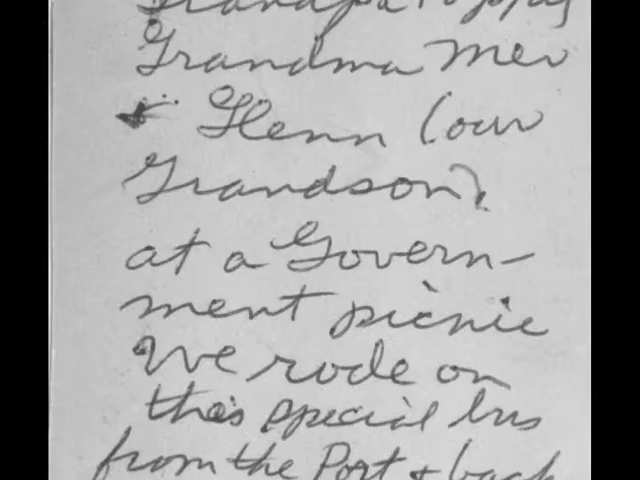 Grandpa
Grandma Mev
& Glenn (our
Grandson),
at a Govern-
ment picnic
We rode on
this special bus
from the Port & back